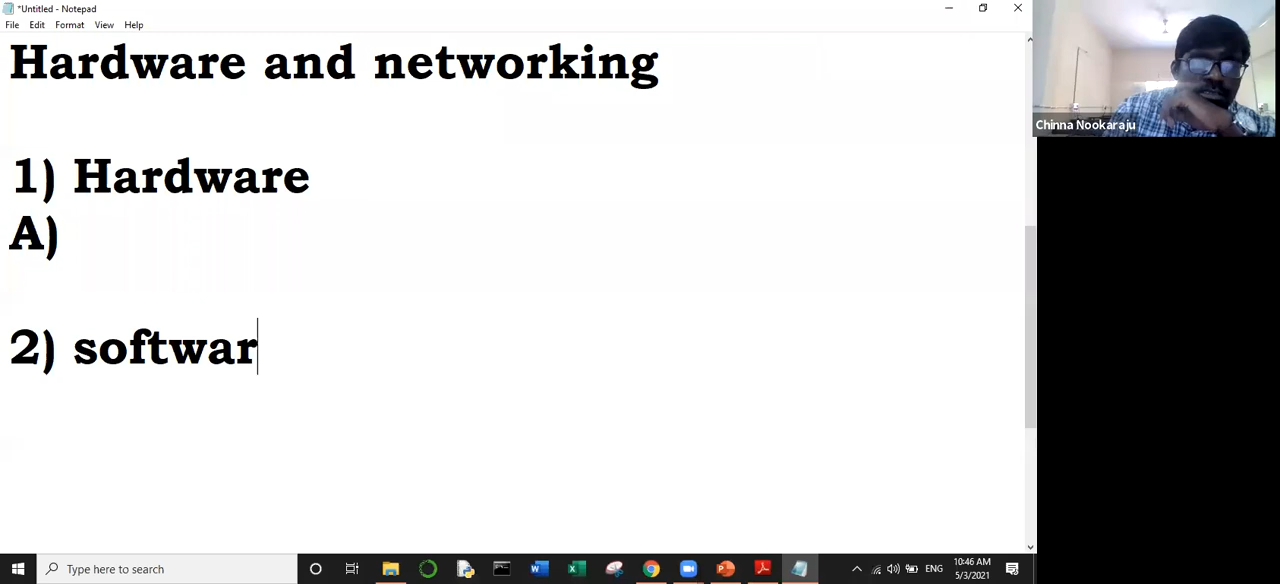 *Untitled - Notepad
File Edit Format View Help
Hardware and networking
1) Hardware
A)
2) softwar
Chinna Nookaraju
Type here to search
ENG
10:46 AM
5/3/2021